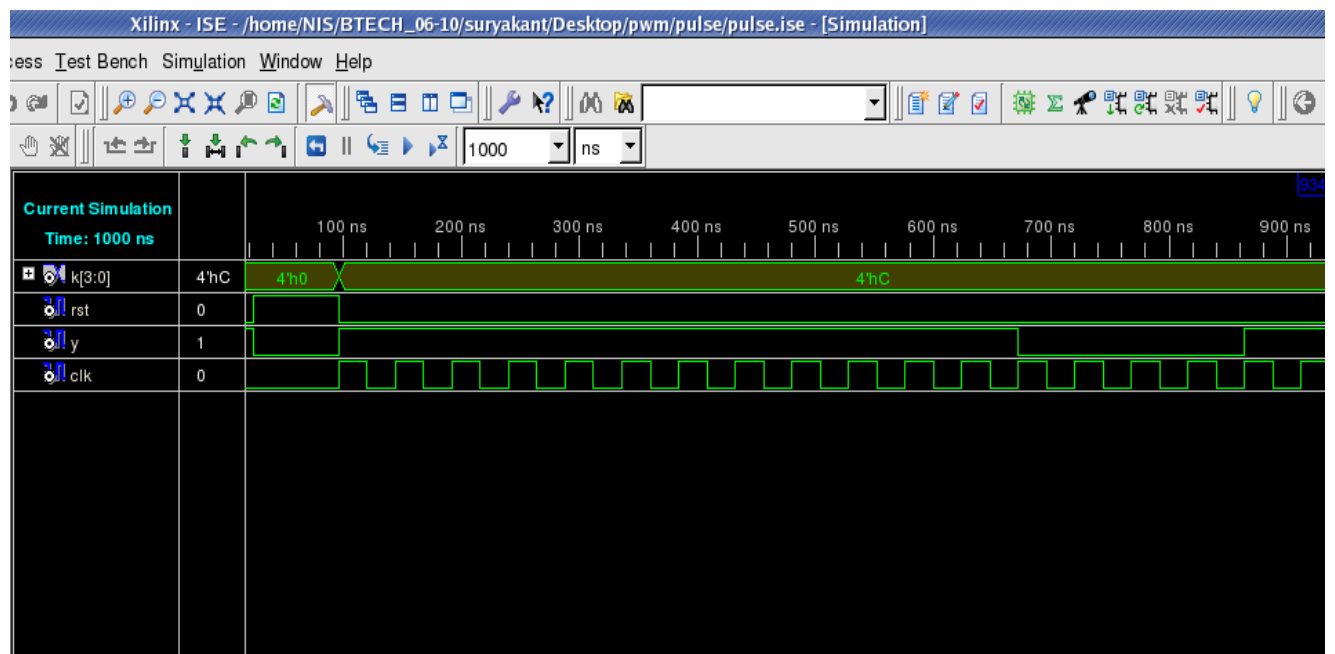 Xilinx - ISE - /home/NIS/BTECH_06-10/suryakant/Desktop/pwm/pulse/pulse.ise - [Simulation]
cess Test Bench Simulation Window Help
1000 ns
934
Current Simulation
Time: 1000 ns
100 ns 200 ns 300 ns 400 ns 500 ns 600 ns 700 ns 800 ns 900 ns
k[3:0] 4'hC 4'h0 4'hC
rst 0
y 1
clk 0